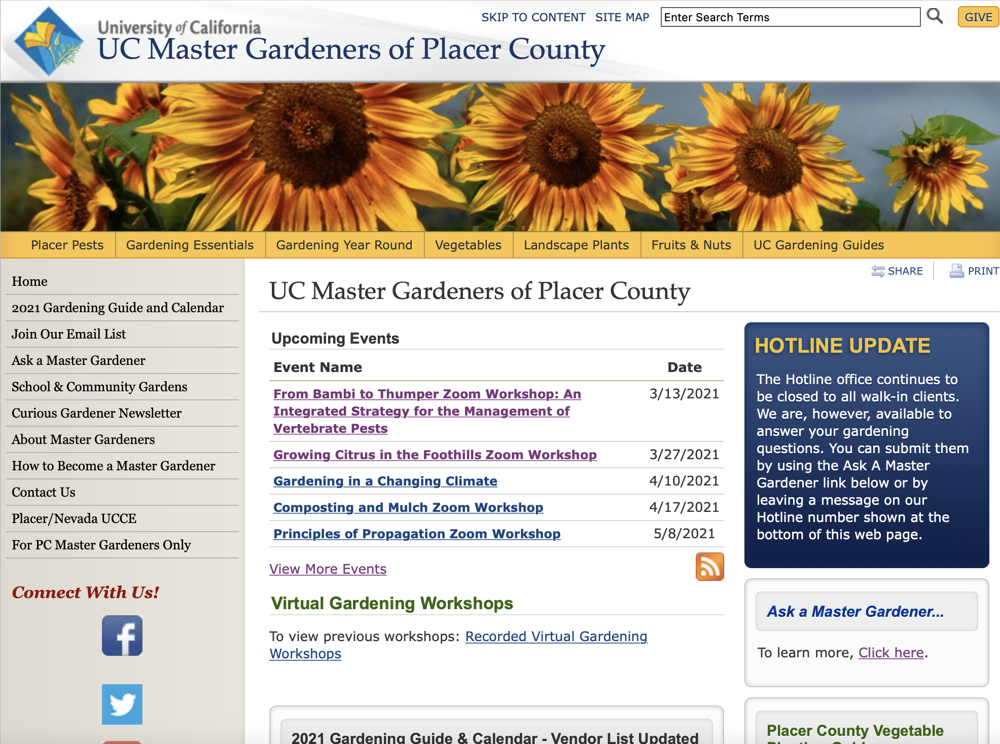 SKIP TO CONTENT SITE MAP Enter Search Terms GIVE
University of California
UC Master Gardeners of Placer County
Placer Pests Gardening Essentials Gardening Year Round Vegetables Landscape Plants Fruits & Nuts UC Gardening Guides
SHARE PRINT
Home
2021 Gardening Guide and Calendar
Join Our Email List
Ask a Master Gardener
School & Community Gardens
Curious Gardener Newsletter
About Master Gardeners
How to Become a Master Gardener
Contact Us
Placer/Nevada UCCE
For PC Master Gardeners Only
Connect With Us!
UC Master Gardeners of Placer County
Upcoming Events
Event Name Date
From Bambi to Thumper Zoom Workshop: An 3/13/2021
Integrated Strategy for the Management of
Vertebrate Pests
Growing Citrus in the Foothills Zoom Workshop 3/27/2021
Gardening in a Changing Climate 4/10/2021
Composting and Mulch Zoom Workshop 4/17/2021
Principles of Propagation Zoom Workshop 5/8/2021
View More Events
Virtual Gardening Workshops
To view previous workshops: Recorded Virtual Gardening
Workshops
2021 Gardening Guide & Calendar - Vendor List Updated
HOTLINE UPDATE
The Hotline office continues to
be closed to all walk-in clients.
We are, however, available to
answer your gardening
questions. You can submit them
by using the Ask A Master
Gardener link below or by
leaving a message on our
Hotline number shown at the
bottom of this web page.
Ask a Master Gardener...
To learn more, Click here.
Placer County Vegetable